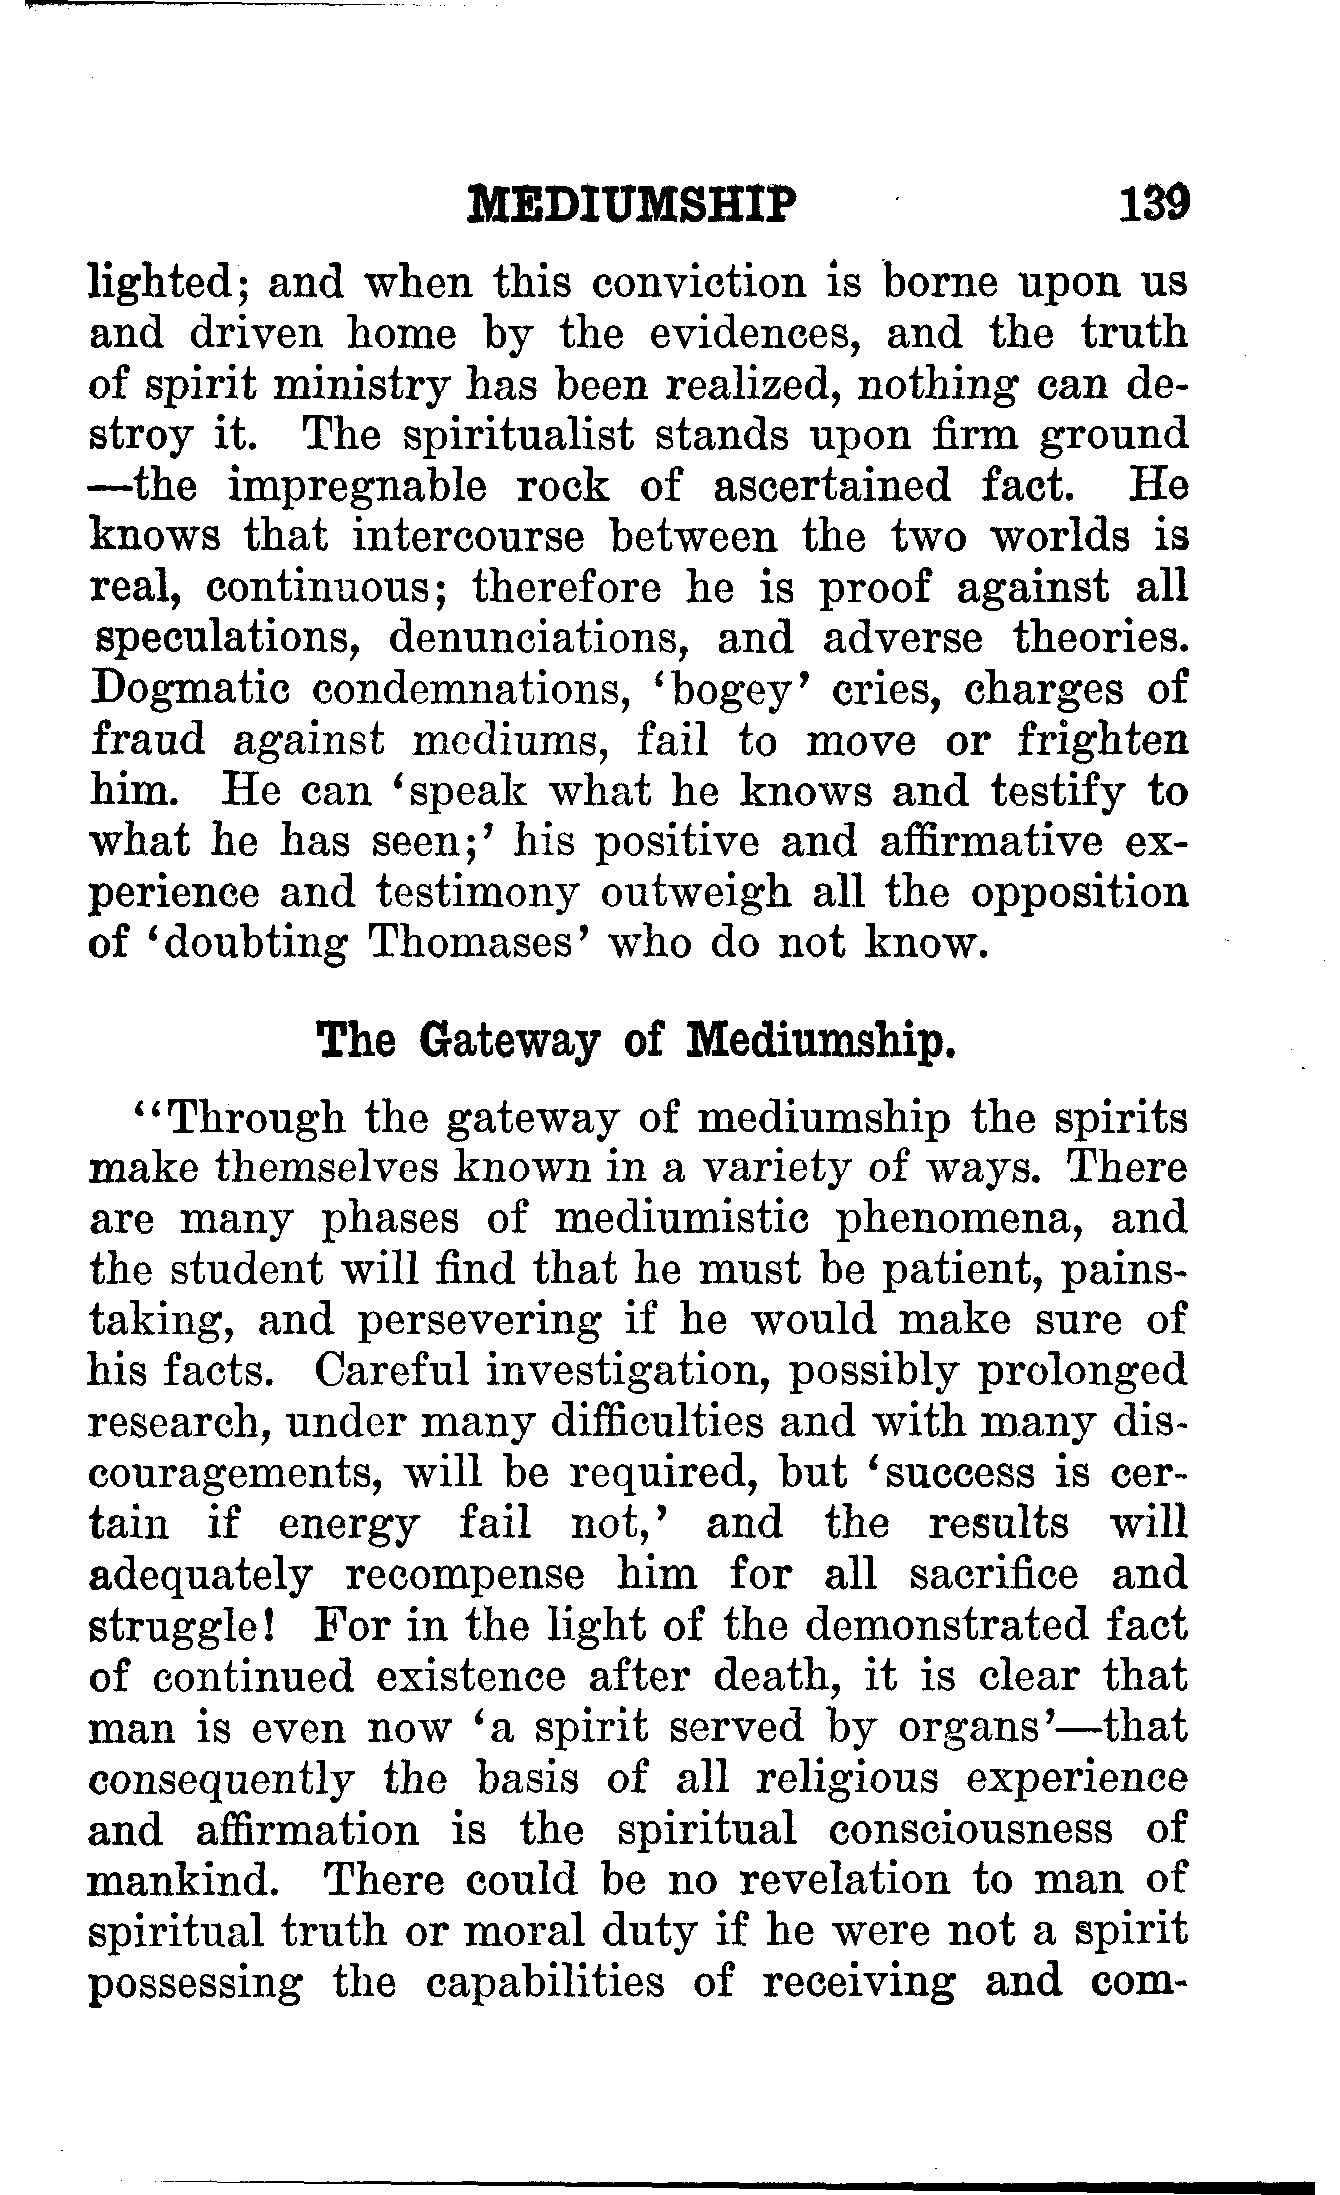 MEDIUMSHIP 139
lighted; and when this conviction is borne upon us
and driven home by the evidences, and the truth
of spirit ministry has been realized, nothing can de-
stroy it. The spiritualist stands upon firm ground
—the impregnable rock of ascertained fact. He
knows that intercourse between the two worlds is
real, continuous; therefore he is proof against all
speculations, denunciations, and adverse theories.
Dogmatic condemnations, ‘bogey’ cries, charges of
fraud against mediums, fail to move or frighten
him. He can ‘speak what he knows and testify to
what he has seen;’ his positive and affirmative ex-
perience and testimony outweigh all the opposition
of ‘doubting Thomases’ who do not know.
The Gateway of Mediumship.
“Through the gateway of mediumship the spirits
make themselves known in a variety of ways. There
are many phases of mediumistic phenomena, and
the student will find that he must be patient, pains-
taking, and persevering if he would make sure of
his facts. Careful investigation, possibly prolonged
research, under many difficulties and with many dis-
couragements, will be required, but ‘success is cer-
tain if energy fail not,’ and the results will
adequately recompense him for all sacrifice and
struggle! For in the light of the demonstrated fact
of continued existence after death, it is clear that
man is even now ‘a spirit served by organs’—that
consequently the basis of all religious experience
and affirmation is the spiritual consciousness of
mankind. There could be no revelation to man of
spiritual truth or moral duty if he were not a spirit
possessing the capabilities of receiving and com-